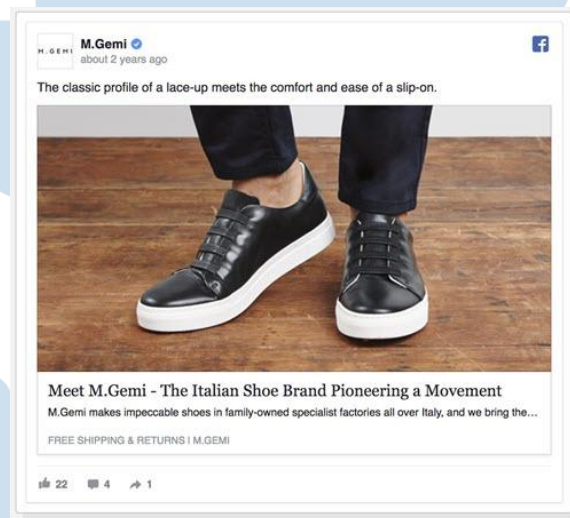 M.GEMI
M.Gemi
about 2 years ago
The classic profile of a lace-up meets the comfort and ease of a slip-on.
Meet M.Gemi - The Italian Shoe Brand Pioneering a Movement
M.Gemi makes impeccable shoes in family-owned specialist factories all over Italy, and we bring the...
FREE SHIPPING & RETURNS | M.GEMI
22 4 1